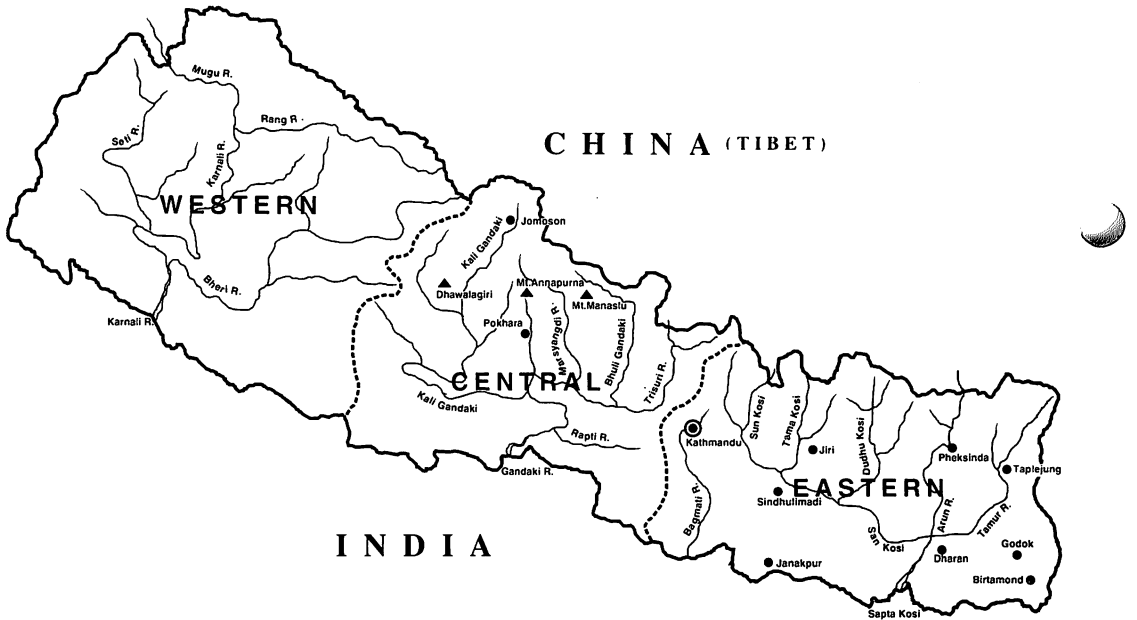 Mugu R.
Rang R.
CHINA (TIBET)
Seti R.
Karnali R.
WESTERN
Kali Gandaki
Jomoson
Bheri R.
Dhawalagiri
Mt.Annapurna
Mt.Manaslu
Karnali R.
Pokhara
Marsyangdi R.
Bhuli Gandaki
Trisuri R.
CENTRAL
Kali Gandaki
Sun Kosi
Tama Kosi
Dudhu Kosi
Rapti R.
Kathmandu
Jiri
Pheksinda
Gandaki R.
Taplejung
Bagmati R.
Sindhulimadi
EASTERN
Arun R.
Tamur R.
INDIA
San
Kosi
Dharan
Godok
Janakpur
Birtamond
Sapta Kosi